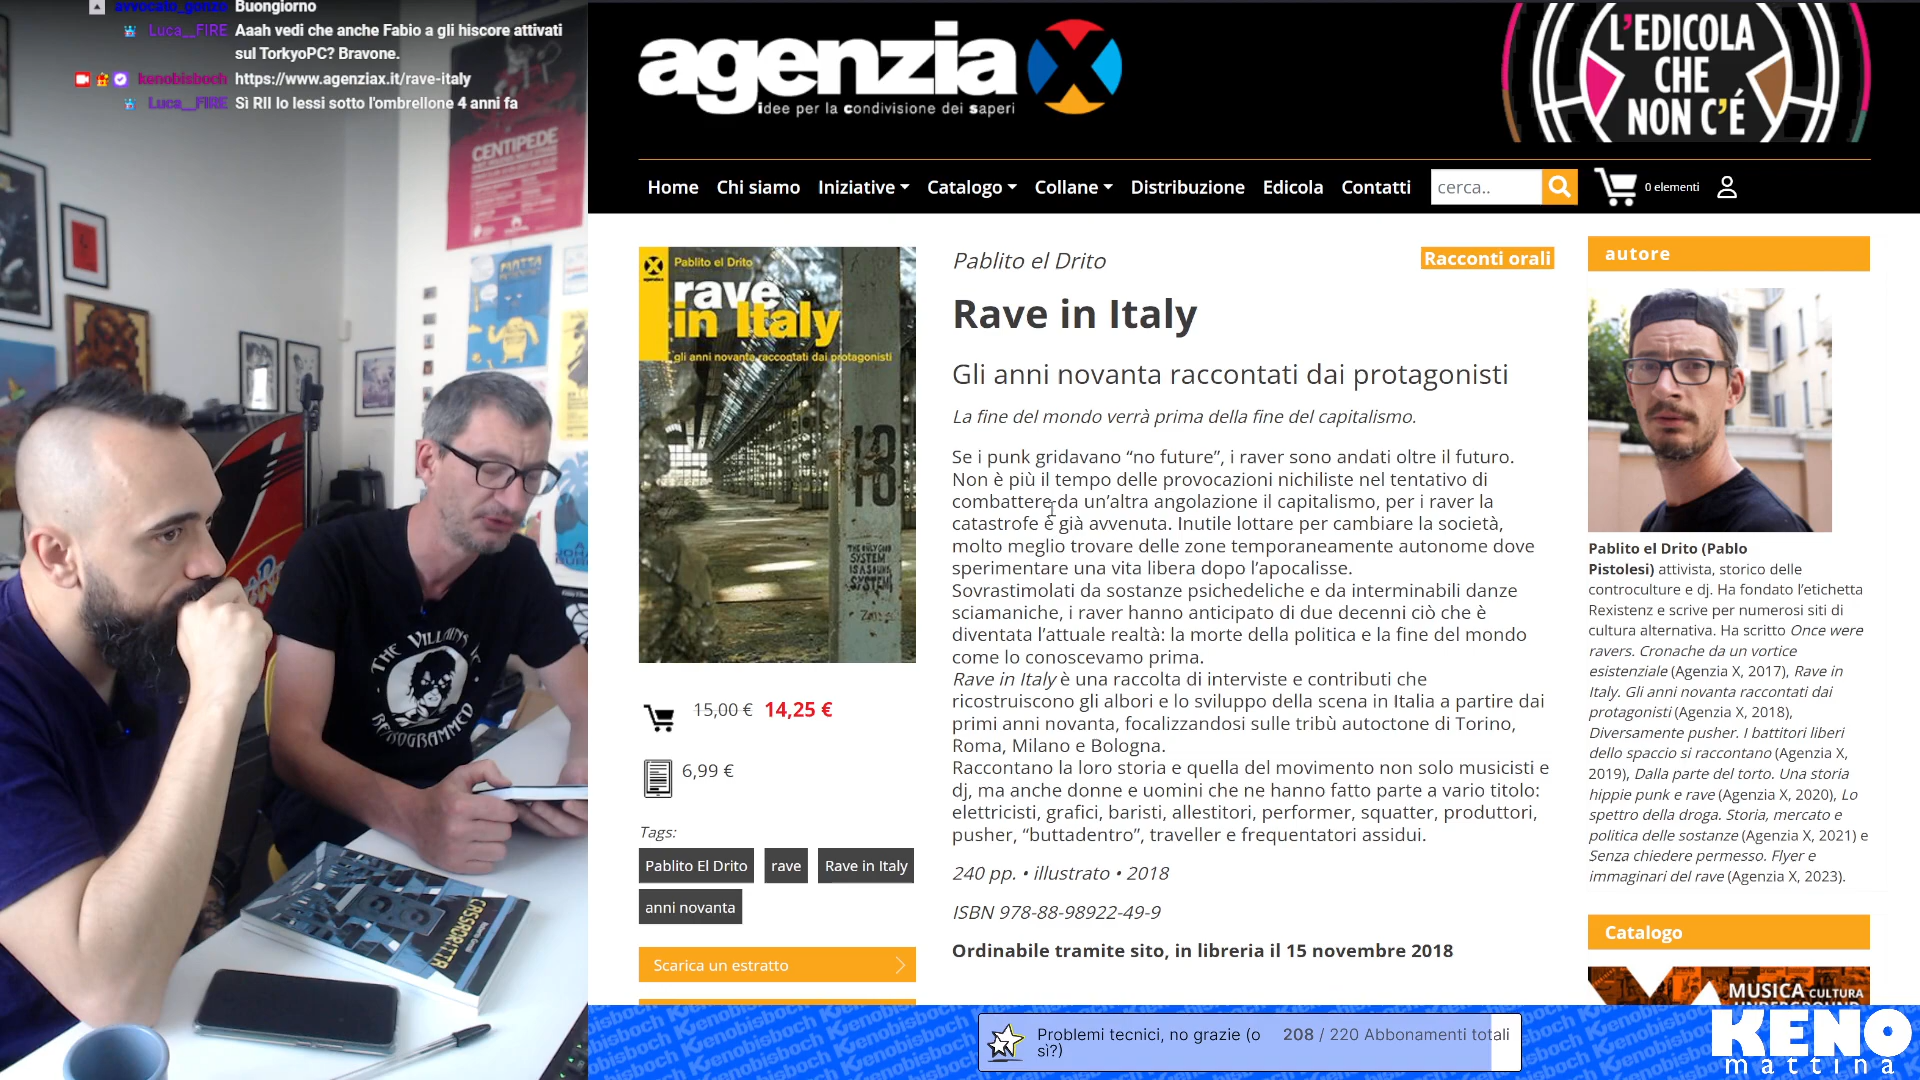 avvocato_gonzo Buongiorno
Luca__FIRE Aaah vedi che anche Fabio a gli hiscore attivati
sul TorkyoPC? Bravone.
kenobisboch https://www.agenziax.it/rave-italy
Luca__FIRE Sì RII lo lessi sotto l'ombrellone 4 anni fa
CENTIPEDE
THE VILLAIN IS
REPROGRAMMED
CASSAORITTA
agenzia X
idee per la condivisione dei saperi
L'EDICOLA
CHE
NON C'É
Home Chi siamo Iniziative Catalogo Collane Distribuzione Edicola Contatti cerca.. 0 elementi
Pablito el Drito
rave
in Italy
gli anni novanta raccontati dai protagonisti
18
THE ONLY GOOD
SYSTEM
IS A SOUND
SYSTEM
15,00 € 14,25 €
6,99 €
Tags:
Pablito El Drito rave Rave in Italy
anni novanta
Scarica un estratto
Pablito el Drito Racconti orali
Rave in Italy
Gli anni novanta raccontati dai protagonisti
La fine del mondo verrà prima della fine del capitalismo.
Se i punk gridavano “no future”, i raver sono andati oltre il futuro.
Non è più il tempo delle provocazioni nichiliste nel tentativo di
combattere da un’altra angolazione il capitalismo, per i raver la
catastrofe è già avvenuta. Inutile lottare per cambiare la società,
molto meglio trovare delle zone temporaneamente autonome dove
sperimentare una vita libera dopo l’apocalisse.
Sovrastimolati da sostanze psichedeliche e da interminabili danze
sciamaniche, i raver hanno anticipato di due decenni ciò che è
diventata l’attuale realtà: la morte della politica e la fine del mondo
come lo conoscevamo prima.
Rave in Italy è una raccolta di interviste e contributi che
ricostruiscono gli albori e lo sviluppo della scena in Italia a partire dai
primi anni novanta, focalizzandosi sulle tribù autoctone di Torino,
Roma, Milano e Bologna.
Raccontano la loro storia e quella del movimento non solo musicisti e
dj, ma anche donne e uomini che ne hanno fatto parte a vario titolo:
elettricisti, grafici, baristi, allestitori, performer, squatter, produttori,
pusher, “buttadentro”, traveller e frequentatori assidui.
240 pp. • illustrato • 2018
ISBN 978-88-98922-49-9
Ordinabile tramite sito, in libreria il 15 novembre 2018
autore
Pablito el Drito (Pablo
Pistolesi) attivista, storico delle
controculture e dj. Ha fondato l’etichetta
Rexistenz e scrive per numerosi siti di
cultura alternativa. Ha scritto Once were
ravers. Cronache da un vortice
esistenziale (Agenzia X, 2017), Rave in
Italy. Gli anni novanta raccontati dai
protagonisti (Agenzia X, 2018),
Diversamente pusher. I battitori liberi
dello spaccio si raccontano (Agenzia X,
2019), Dalla parte del torto. Una storia
hippie punk e rave (Agenzia X, 2020), Lo
spettro della droga. Storia, mercato e
politica delle sostanze (Agenzia X, 2021) e
Senza chiedere permesso. Flyer e
immaginari del rave (Agenzia X, 2023).
Catalogo
MUSICA CULTURA
UNDERGROUND
Problemi tecnici, no grazie (o
sì?)
208 / 220 Abbonamenti totali
KENO
mattina